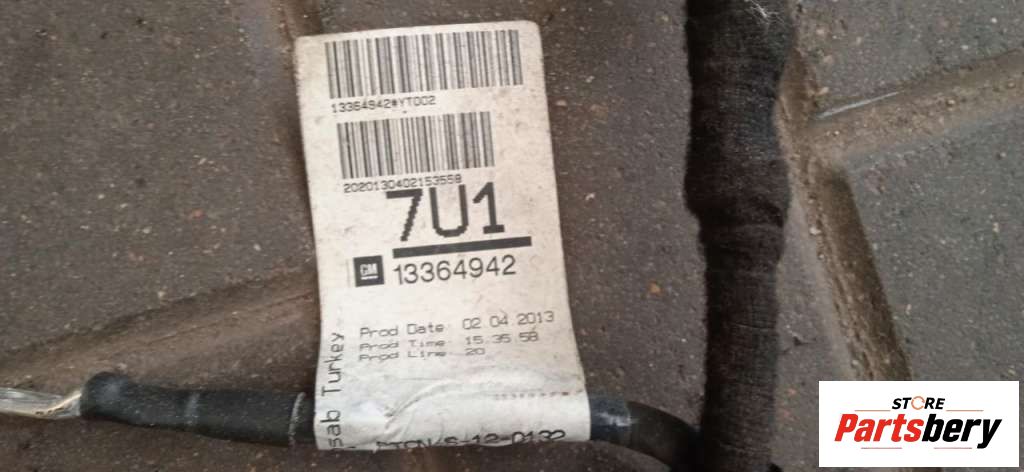 13364942#YT002
2020130402153558
7U1
GM
13364942
Prod Date: 02.04.2013
Prod Time: 15.35.58
Prod Line: 20
Turkey
STORE
Partsbery